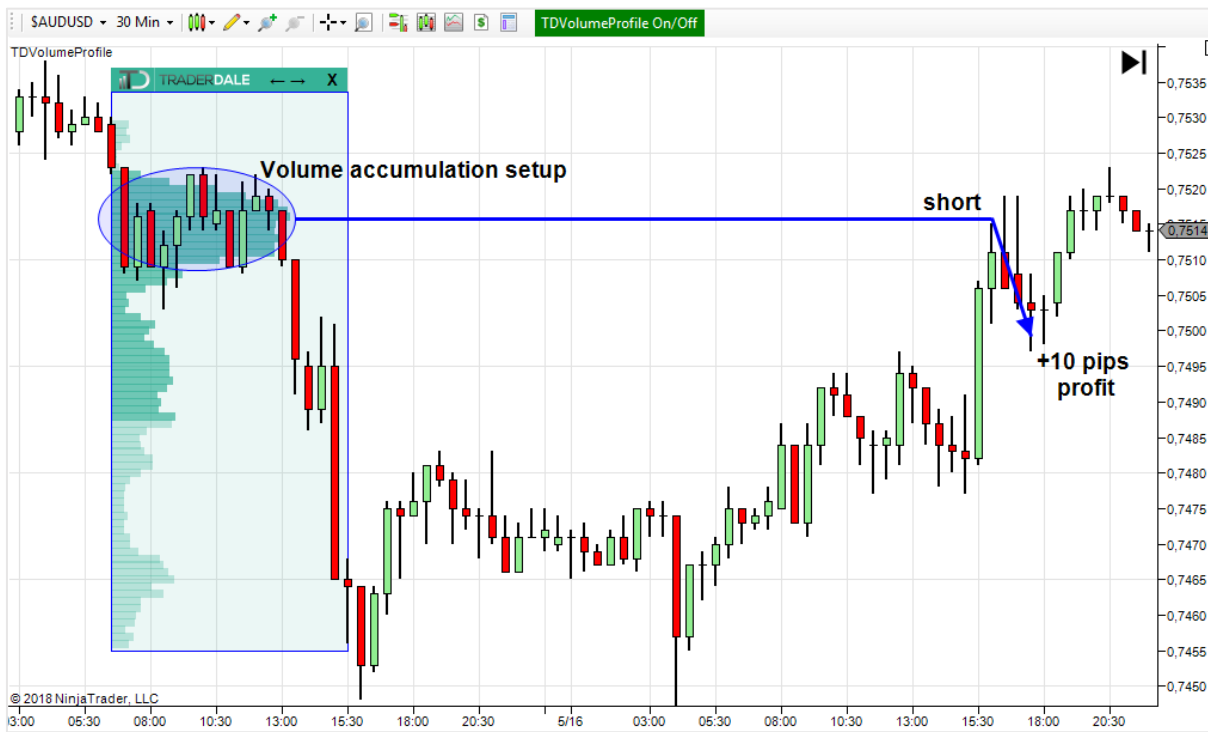 $AUDUSD 30 Min TDVolumeProfile On/Off
TDVolumeProfile
TD TRADERDALE ←→ X
Volume accumulation setup
short
+10 pips
profit
0,7535
0,7530
0,7525
0,7520
0,7515
0,7514
0,7510
0,7505
0,7500
0,7495
0,7490
0,7485
0,7480
0,7475
0,7470
0,7465
0,7460
0,7455
0,7450
© 2018 NinjaTrader, LLC
03:00 05:30 08:00 10:30 13:00 15:30 18:00 20:30 5/16 03:00 05:30 08:00 10:30 13:00 15:30 18:00 20:30